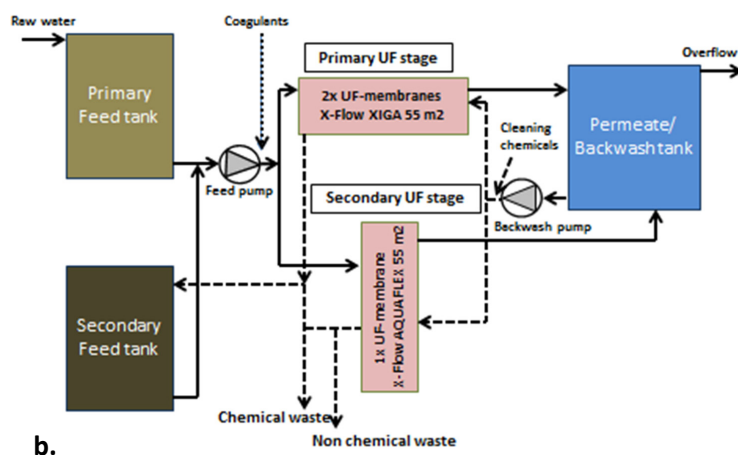 Raw water
Coagulants
Overflow
Primary UF stage
Primary
Feed tank
2x UF-membranes
X-Flow XIGA 55 m2
Cleaning
chemicals
Permeate/
Backwash tank
Feed pump
Secondary UF stage
Backwash pump
1x UF-membrane
X-Flow AQUAFLEX 55 m2
Secondary
Feed tank
Chemical waste
Non chemical waste
b.